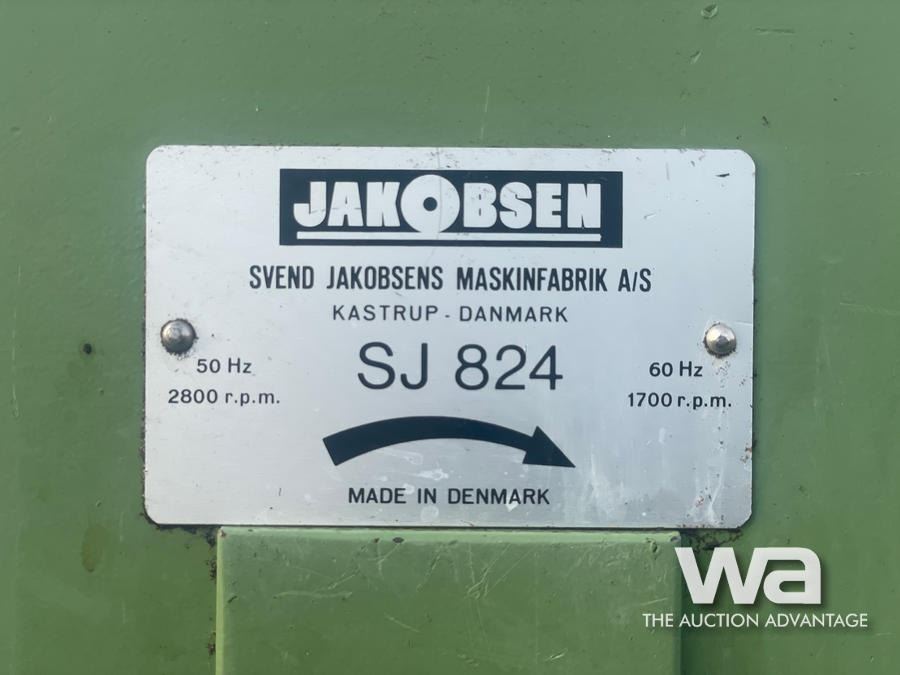 JAKOBSEN
SVEND JAKOBSENS MASKINFABRIK A/S
KASTRUP - DANMARK
SJ 824
50 Hz
2800 r.p.m.
60 Hz
1700 r.p.m.
MADE IN DENMARK
wa
THE AUCTION ADVANTAGE